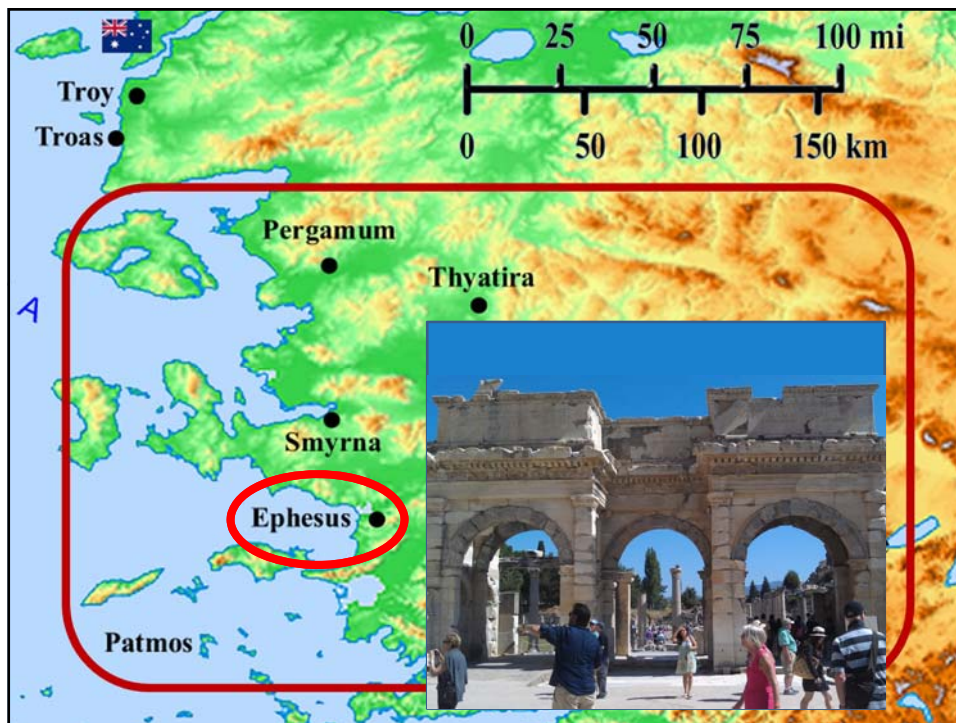 0 25 50 75 100 mi
0 50 100 150 km
Troy
Troas
Pergamum
Thyatira
A
Smyrna
Ephesus
Patmos